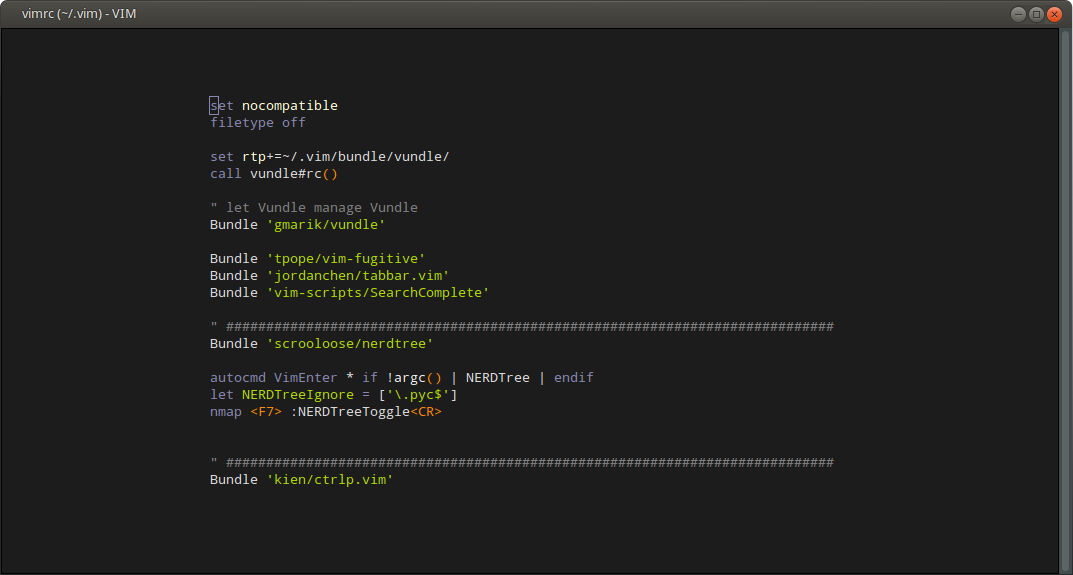 vimrc (~/.vim) - VIM
set nocompatible
filetype off
set rtp+=~/.vim/bundle/vundle/
call vundle#rc()
" let Vundle manage Vundle
Bundle 'gmarik/vundle'
Bundle 'tpope/vim-fugitive'
Bundle 'jordanchen/tabbar.vim'
Bundle 'vim-scripts/SearchComplete'
" ############################################################################
Bundle 'scrooloose/nerdtree'
autocmd VimEnter * if !argc() | NERDTree | endif
let NERDTreeIgnore = ['\.pyc$']
nmap <F7> :NERDTreeToggle<CR>
" ############################################################################
Bundle 'kien/ctrlp.vim'